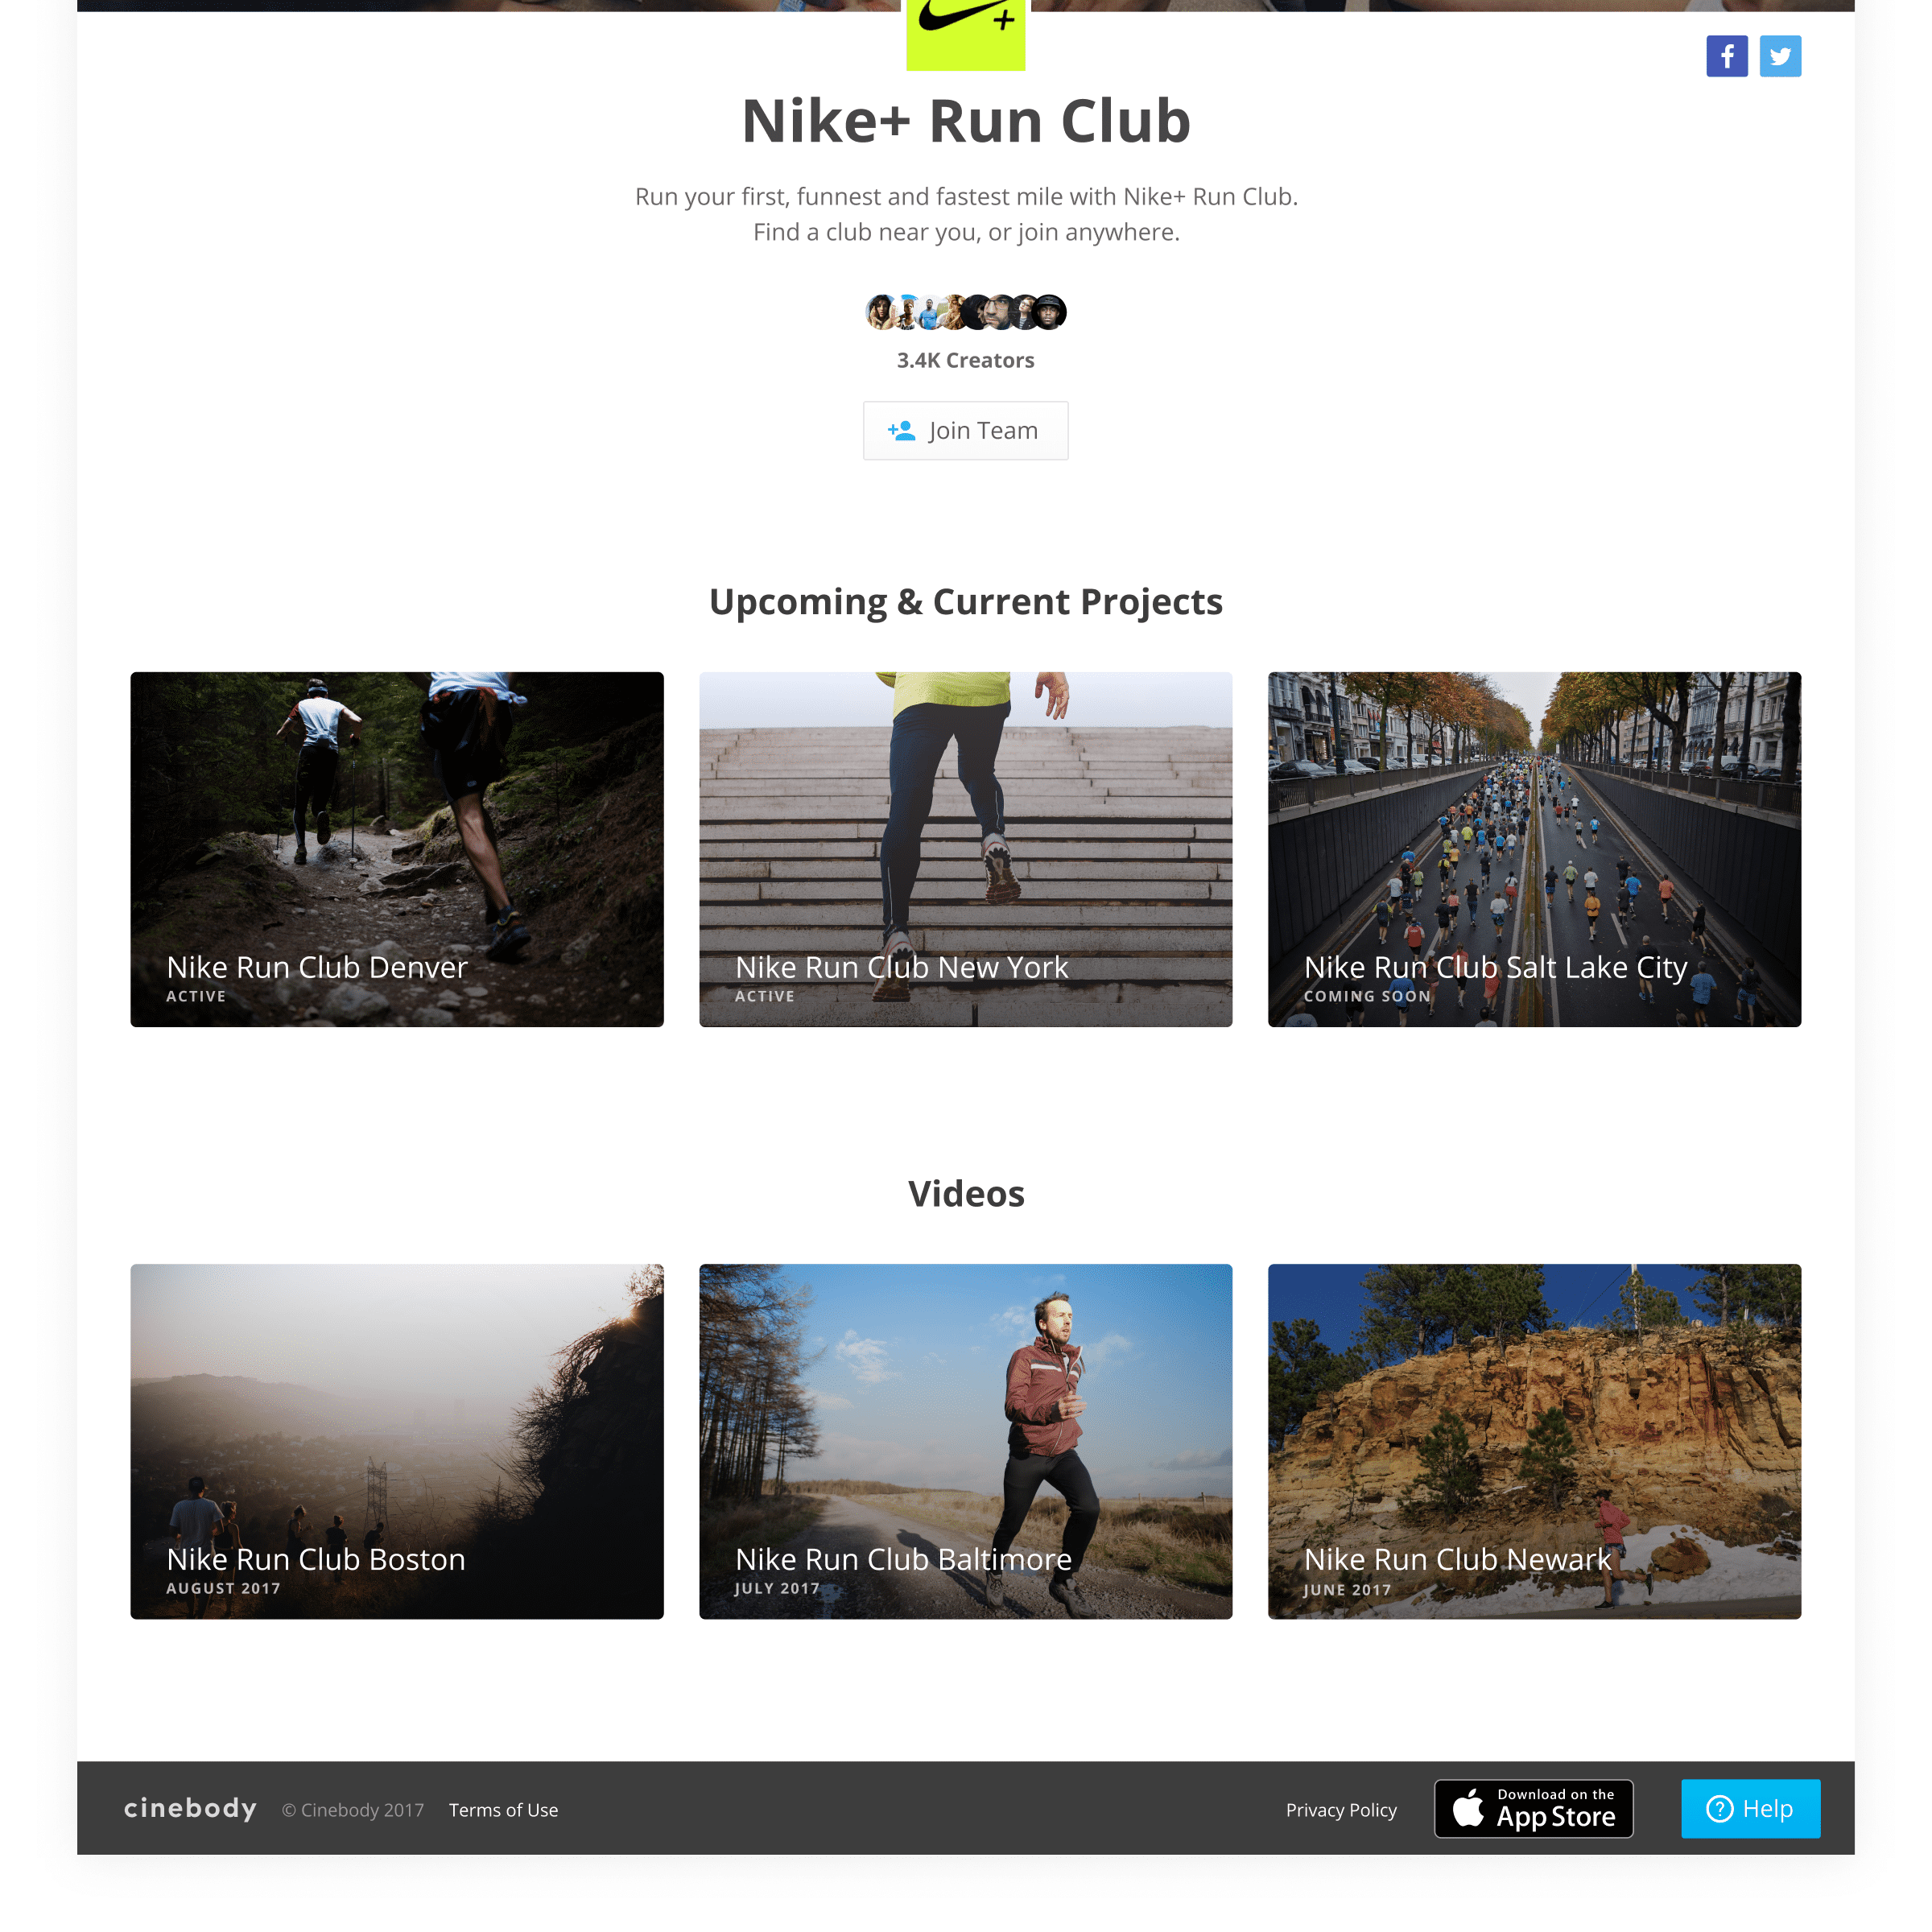 Nike+ Run Club
Run your first, funnest and fastest mile with Nike+ Run Club.
Find a club near you, or join anywhere.
3.4K Creators
Join Team
Upcoming & Current Projects
Nike Run Club Denver
ACTIVE
Nike Run Club New York
ACTIVE
Nike Run Club Salt Lake City
COMING SOON
Videos
Nike Run Club Boston
AUGUST 2017
Nike Run Club Baltimore
JULY 2017
Nike Run Club Newark
JUNE 2017
cinebody © Cinebody 2017 Terms of Use
Privacy Policy
Download on the
App Store
Help